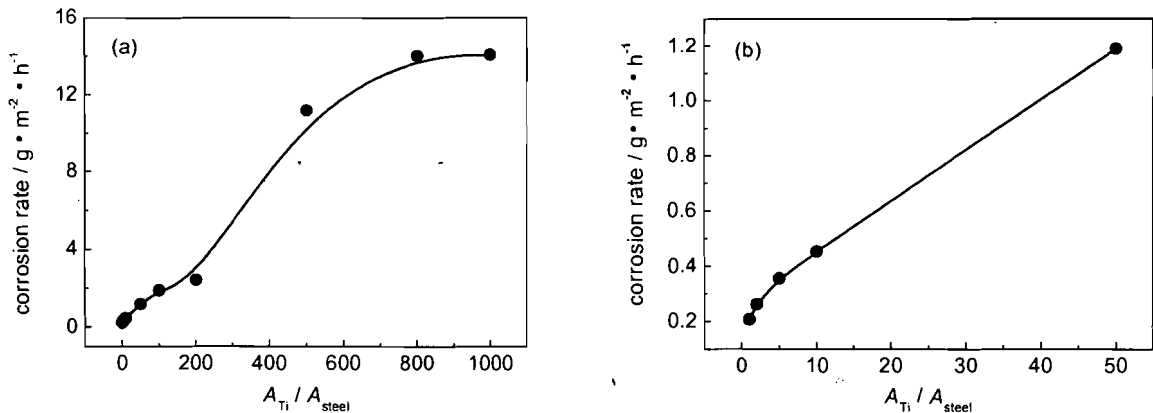 (a)
corrosion rate / g • m⁻² • h⁻¹
16
12
8
4
0
0 200 400 600 800 1000
A_Ti / A_steel
(b)
corrosion rate / g • m⁻² • h⁻¹
1.2
1.0
0.8
0.6
0.4
0.2
0 10 20 30 40 50
A_Ti / A_steel